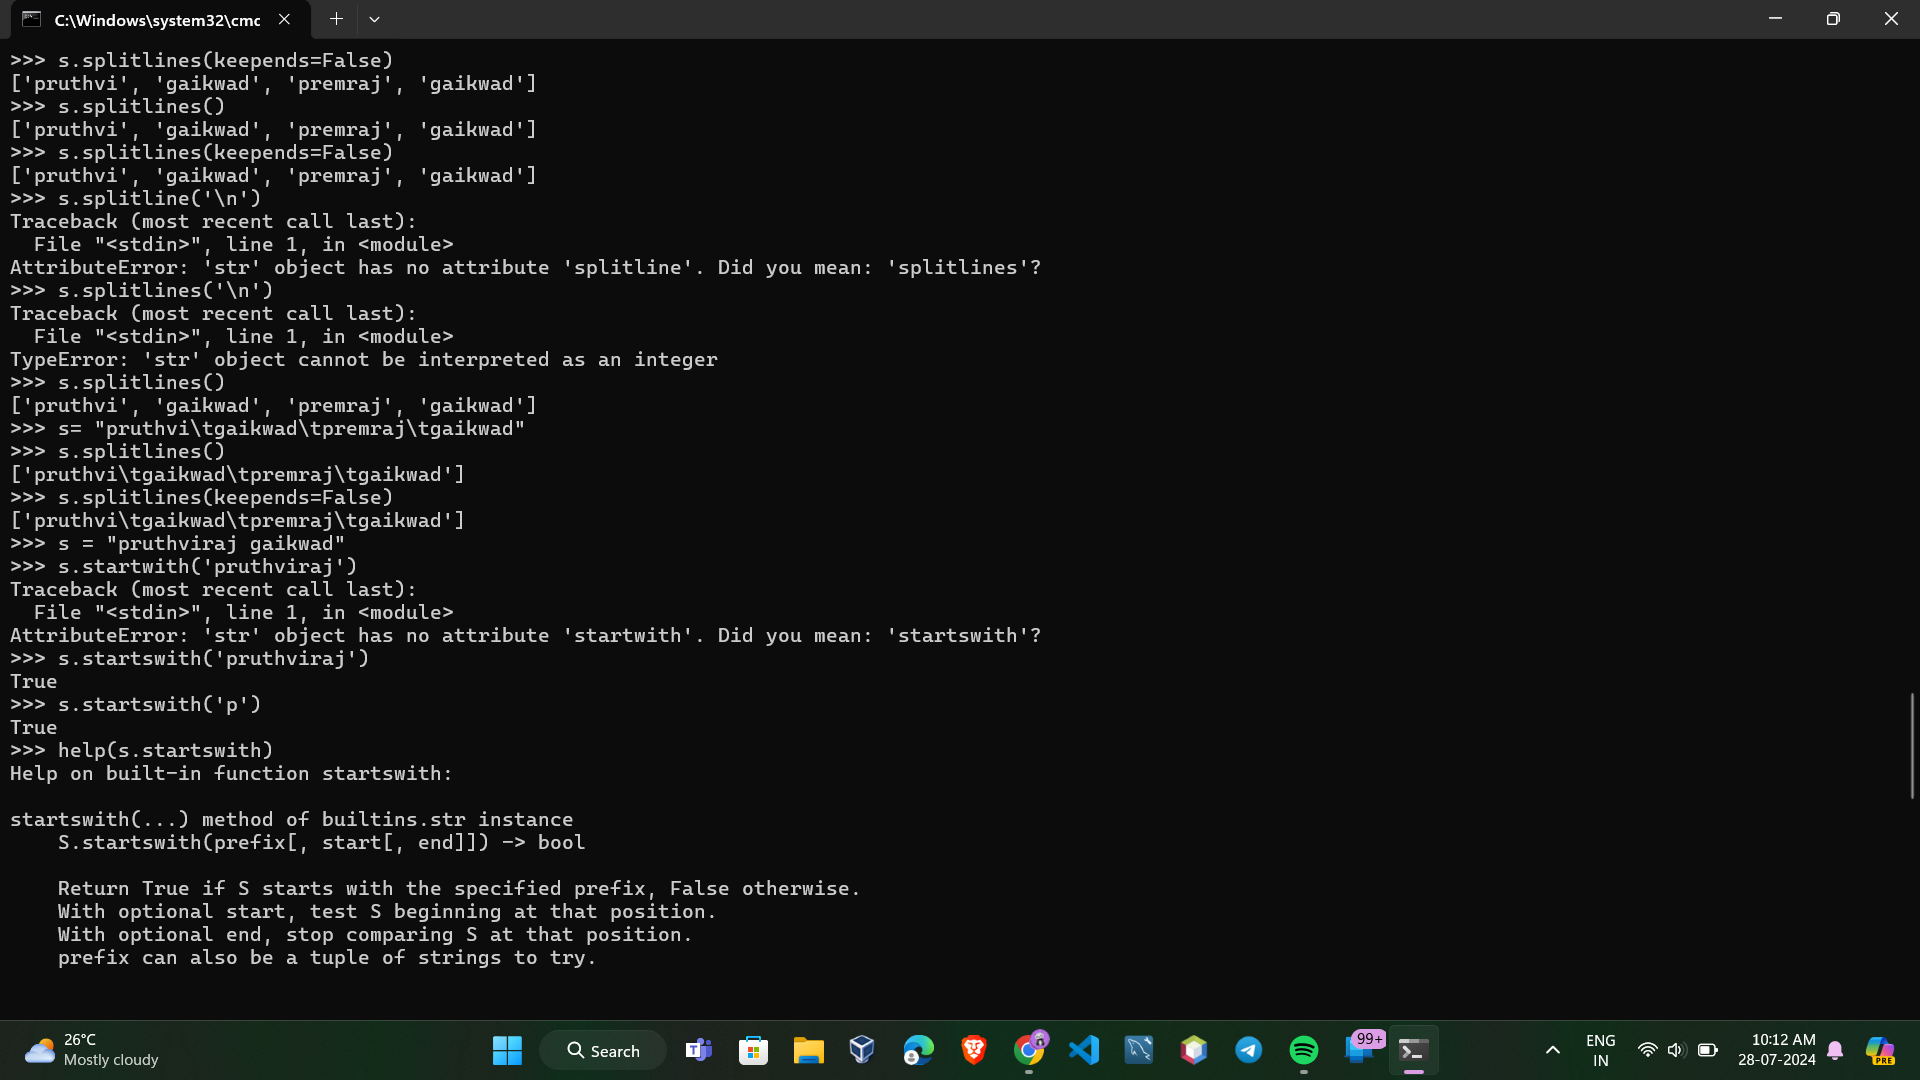 C:\Windows\system32\cmc
>>> s.splitlines(keepends=False)
['pruthvi', 'gaikwad', 'premraj', 'gaikwad']
>>> s.splitlines()
['pruthvi', 'gaikwad', 'premraj', 'gaikwad']
>>> s.splitlines(keepends=False)
['pruthvi', 'gaikwad', 'premraj', 'gaikwad']
>>> s.splitline('\n')
Traceback (most recent call last):
  File "<stdin>", line 1, in <module>
AttributeError: 'str' object has no attribute 'splitline'. Did you mean: 'splitlines'?
>>> s.splitlines('\n')
Traceback (most recent call last):
  File "<stdin>", line 1, in <module>
TypeError: 'str' object cannot be interpreted as an integer
>>> s.splitlines()
['pruthvi', 'gaikwad', 'premraj', 'gaikwad']
>>> s= "pruthvi\tgaikwad\tpremraj\tgaikwad"
>>> s.splitlines()
['pruthvi\tgaikwad\tpremraj\tgaikwad']
>>> s.splitlines(keepends=False)
['pruthvi\tgaikwad\tpremraj\tgaikwad']
>>> s = "pruthviraj gaikwad"
>>> s.startwith('pruthviraj')
Traceback (most recent call last):
  File "<stdin>", line 1, in <module>
AttributeError: 'str' object has no attribute 'startwith'. Did you mean: 'startswith'?
>>> s.startswith('pruthviraj')
True
>>> s.startswith('p')
True
>>> help(s.startswith)
Help on built-in function startswith:

startswith(...) method of builtins.str instance
    S.startswith(prefix[, start[, end]]) -> bool

    Return True if S starts with the specified prefix, False otherwise.
    With optional start, test S beginning at that position.
    With optional end, stop comparing S at that position.
    prefix can also be a tuple of strings to try.
26°C
Mostly cloudy
Search
99+
ENG
IN
10:12 AM
28-07-2024
PRE